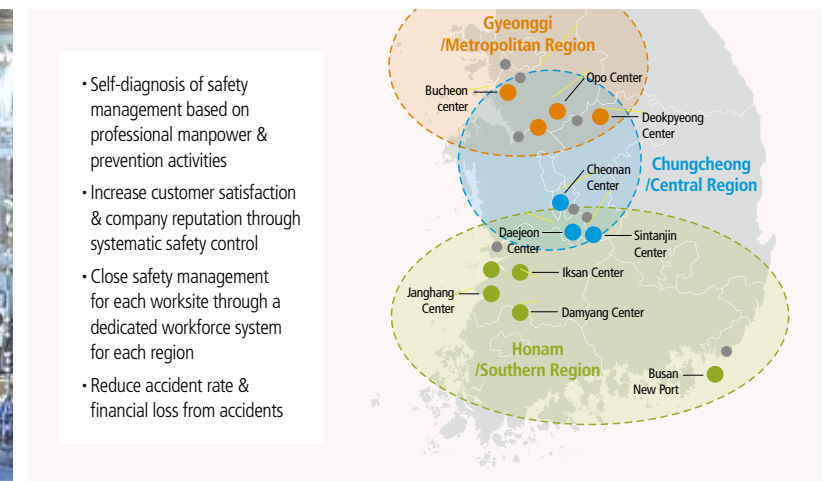 · Self-diagnosis of safety
management based on
professional manpower &
prevention activities
· Increase customer satisfaction
& company reputation through
systematic safety control
· Close safety management
for each worksite through a
dedicated workforce system
for each region
· Reduce accident rate &
financial loss from accidents
Gyeonggi
/Metropolitan Region
Bucheon
center
Opo Center
Deokpyeong
Center
Chungcheong
/Central Region
Cheonan
Center
Daejeon
Center
Sintanjin
Center
Iksan Center
Janghang
Center
Damyang Center
Honam
/Southern Region
Busan
New Port